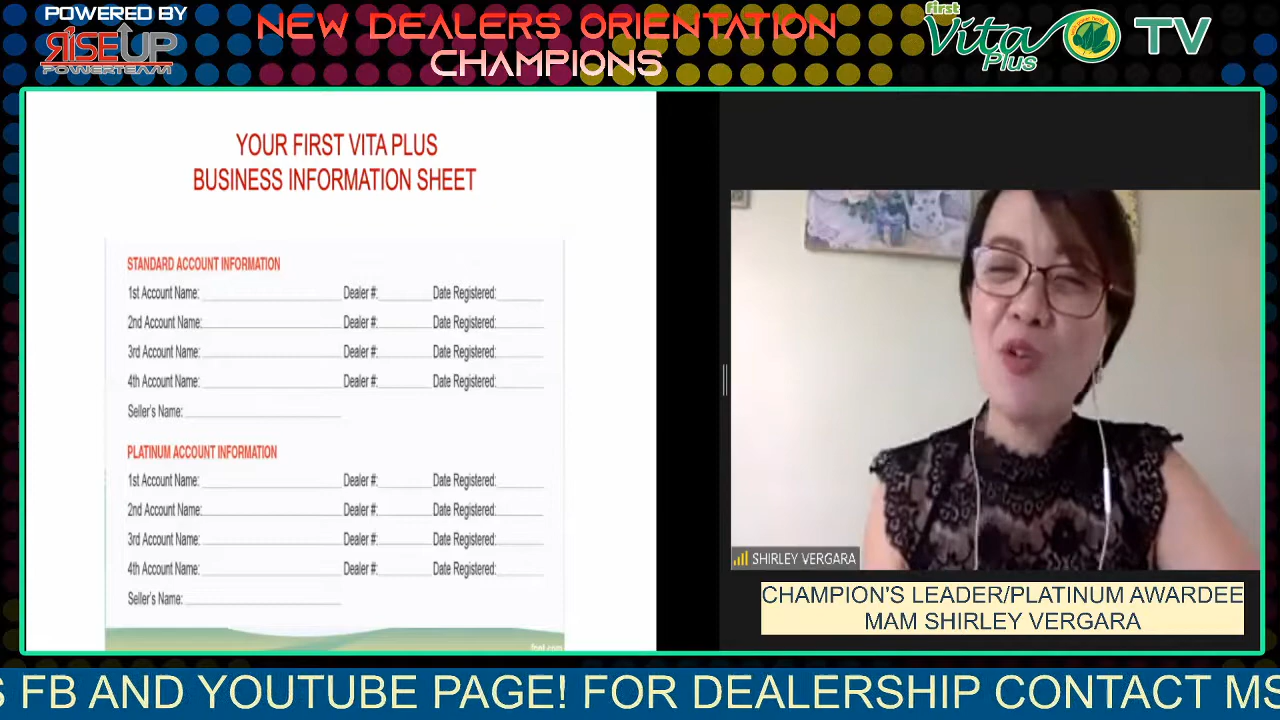 POWERED BY
RISEUP
POWERTEAM
NEW DEALERS ORIENTATION
CHAMPIONS
First
Vita
Plus
TV
YOUR FIRST VITA PLUS
BUSINESS INFORMATION SHEET
STANDARD ACCOUNT INFORMATION
1st Account Name: Dealer #: Date Registered:
2nd Account Name: Dealer #: Date Registered:
3rd Account Name: Dealer #: Date Registered:
4th Account Name: Dealer #: Date Registered:
Seller's Name:
PLATINUM ACCOUNT INFORMATION
1st Account Name: Dealer #: Date Registered:
2nd Account Name: Dealer #: Date Registered:
3rd Account Name: Dealer #: Date Registered:
4th Account Name: Dealer #: Date Registered:
Seller's Name:
SHIRLEY VERGARA
CHAMPION'S LEADER/PLATINUM AWARDEE
MAM SHIRLEY VERGARA
S FB AND YOUTUBE PAGE! FOR DEALERSHIP CONTACT MS